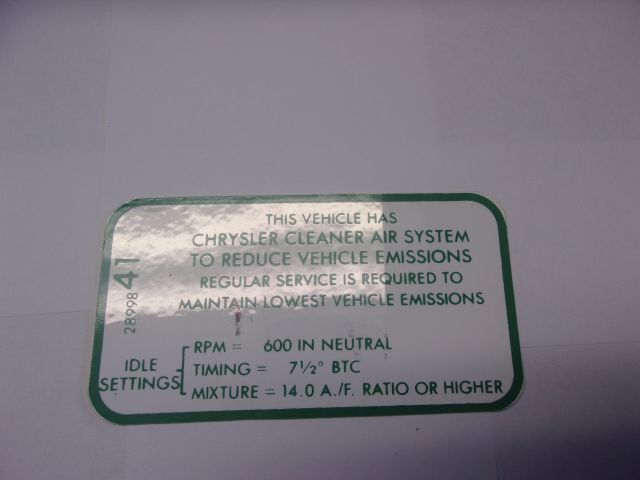 THIS VEHICLE HAS
CHRYSLER CLEANER AIR SYSTEM
TO REDUCE VEHICLE EMISSIONS
REGULAR SERVICE IS REQUIRED TO
MAINTAIN LOWEST VEHICLE EMISSIONS
2899841
IDLE SETTINGS
RPM = 600 IN NEUTRAL
TIMING = 7½° BTC
MIXTURE = 14.0 A./F. RATIO OR HIGHER